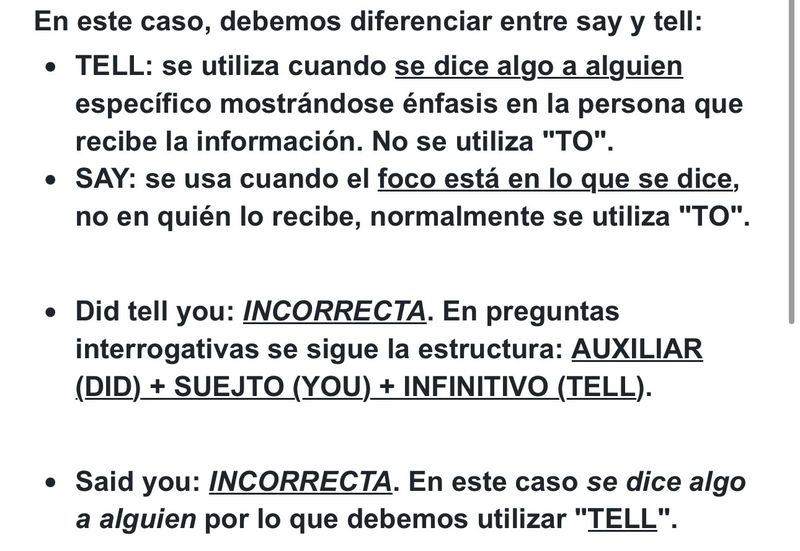 En este caso, debemos diferenciar entre say y tell:
• TELL: se utiliza cuando se dice algo a alguien
específico mostrándose énfasis en la persona que
recibe la información. No se utiliza "TO".
• SAY: se usa cuando el foco está en lo que se dice,
no en quién lo recibe, normalmente se utiliza "TO".
• Did tell you: INCORRECTA. En preguntas
interrogativas se sigue la estructura: AUXILIAR
(DID) + SUEJTO (YOU) + INFINITIVO (TELL).
• Said you: INCORRECTA. En este caso se dice algo
a alguien por lo que debemos utilizar "TELL".